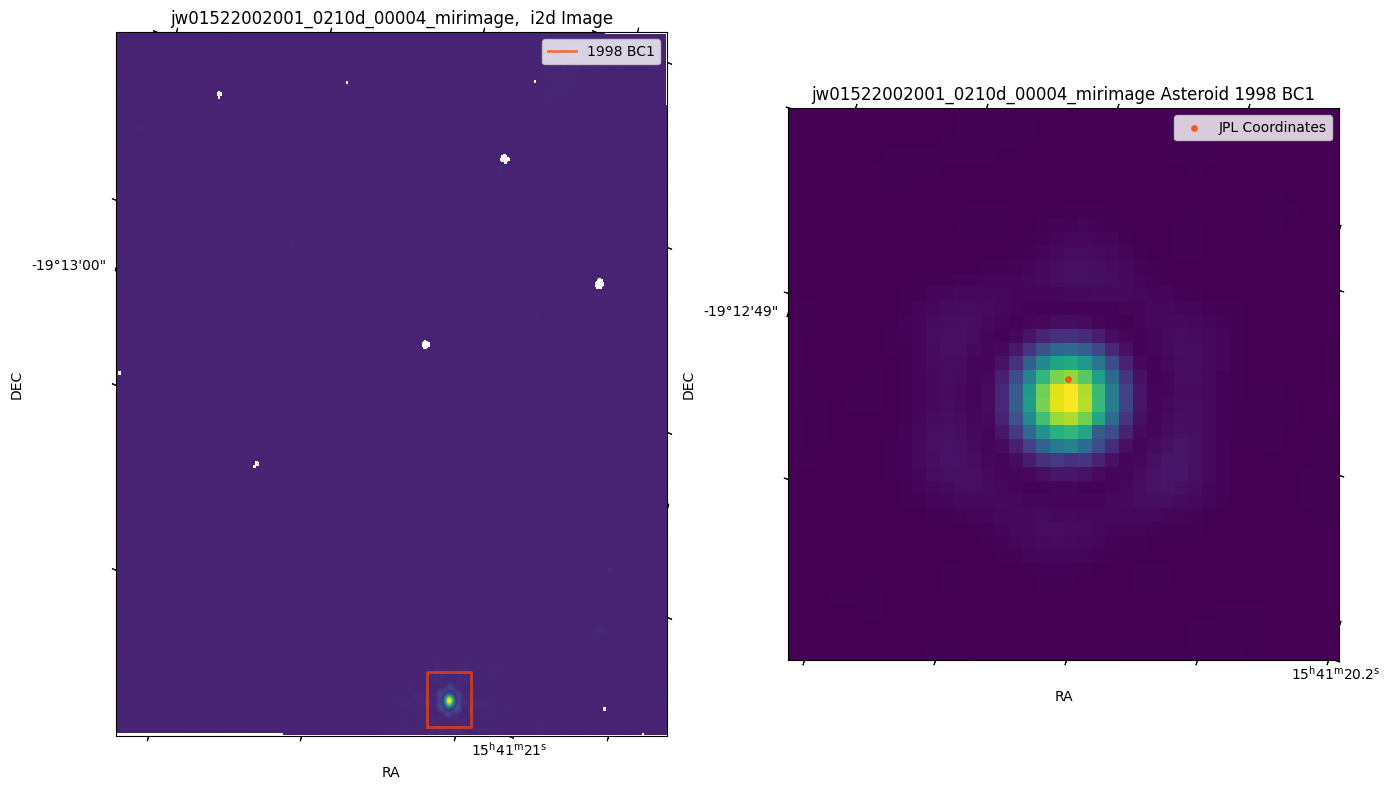 jw01522002001_0210d_00004_mirimage,  i2d Image
1998 BC1
-19°13'00"
DEC
15h41m21s
RA
jw01522002001_0210d_00004_mirimage Asteroid 1998 BC1
JPL Coordinates
-19°12'49"
DEC
15h41m20.2s
RA